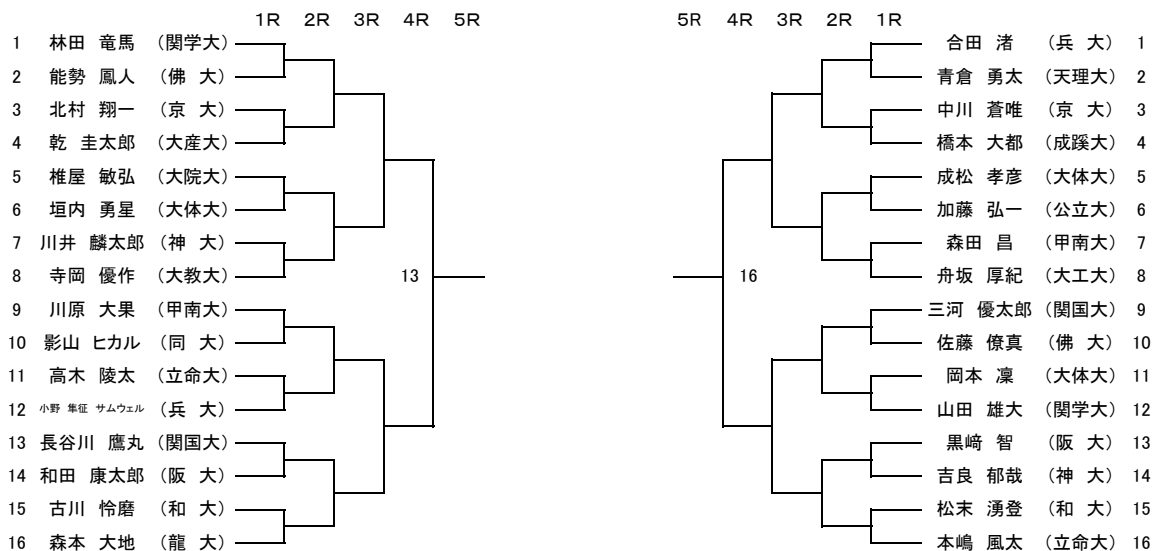 1R 2R 3R 4R 5R 5R 4R 3R 2R 1R
1 林田 竜馬 (関学大) 合田 渚 (兵 大) 1
2 能勢 鳳人 (佛 大) 青倉 勇太 (天理大) 2
3 北村 翔一 (京 大) 中川 蒼唯 (京 大) 3
4 乾 圭太郎 (大産大) 橋本 大都 (成蹊大) 4
5 椎屋 敏弘 (大院大) 成松 孝彦 (大体大) 5
6 垣内 勇星 (大体大) 加藤 弘一 (公立大) 6
7 川井 麟太郎 (神 大) 森田 昌 (甲南大) 7
8 寺岡 優作 (大教大) 13 16 舟坂 厚紀 (大工大) 8
9 川原 大果 (甲南大) 三河 優太郎 (関国大) 9
10 影山 ヒカル (同 大) 佐藤 僚真 (佛 大) 10
11 高木 陵太 (立命大) 岡本 凜 (大体大) 11
12 小野 隼征 サムウェル (兵 大) 山田 雄大 (関学大) 12
13 長谷川 鷹丸 (関国大) 黒﨑 智 (阪 大) 13
14 和田 康太郎 (阪 大) 吉良 郁哉 (神 大) 14
15 古川 怜磨 (和 大) 松末 湧登 (和 大) 15
16 森本 大地 (龍 大) 本嶋 風太 (立命大) 16